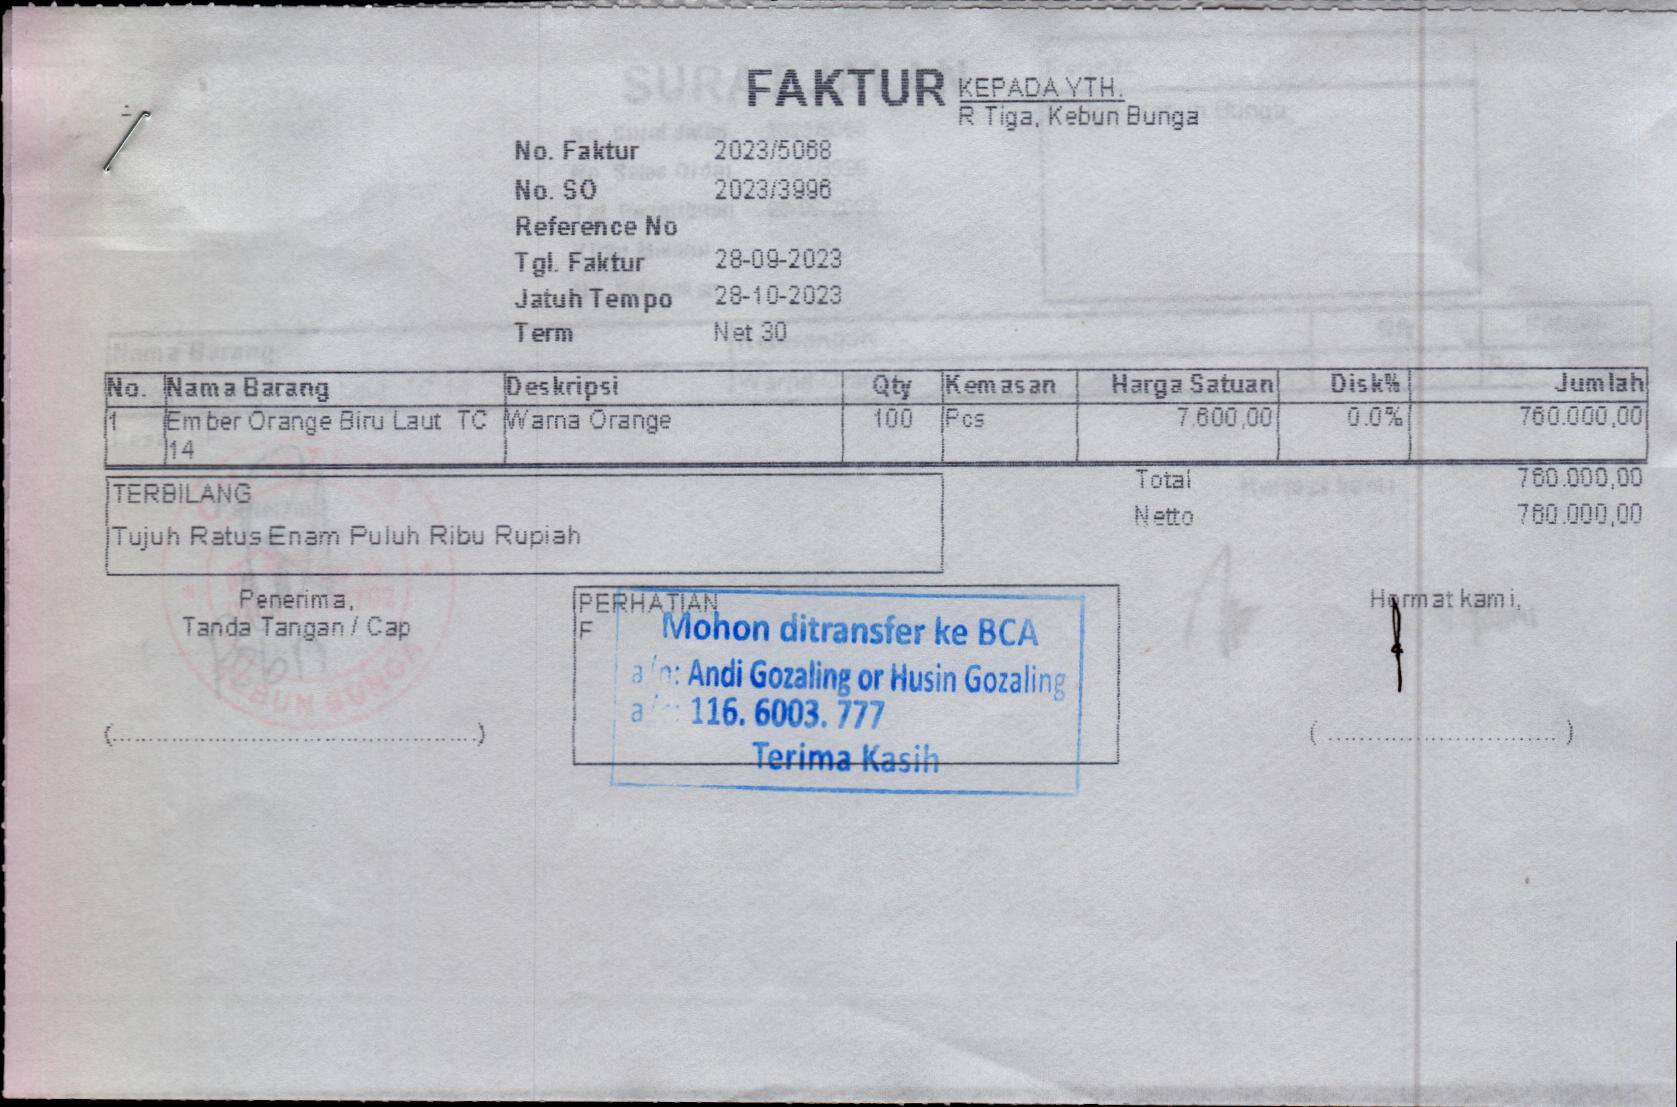 FAKTUR
KEPADA YTH.
R Tiga, Kebun Bunga
No. Faktur 2023/5068
No. SO 2023/3996
Reference No
Tgl. Faktur 28-09-2023
Jatuh Tempo 28-10-2023
Term Net 30
No. Nama Barang Deskripsi Qty Kemasan Harga Satuan Disk% Jumlah
1 Ember Orange Biru Laut TC 14 Warna Orange 100 Pcs 7.600,00 0.0% 760.000,00
Total 760.000,00
Netto 760.000,00
TERBILANG
Tujuh Ratus Enam Puluh Ribu Rupiah
Penerima,
Tanda Tangan / Cap
PERHATIAN
F
Mohon ditransfer ke BCA
a/n: Andi Gozaling or Husin Gozaling
a/c: 116. 6003. 777
Terima Kasih
Hormat kami,
(............................................)
(............................)